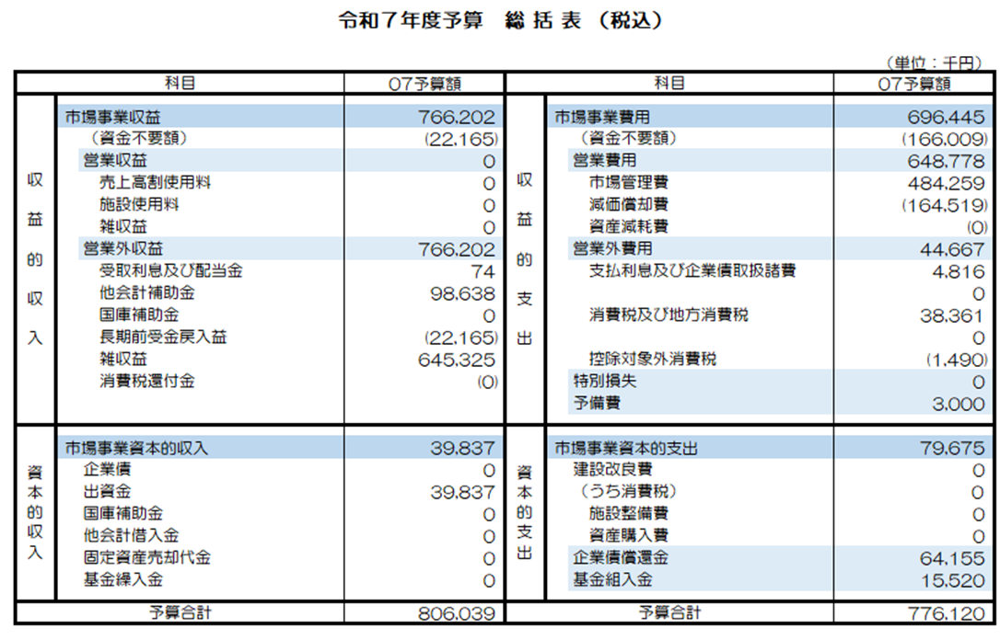 令和7年度予算 総括表（税込）
（単位：千円）
科目 07予算額 科目 07予算額
収益的収入
市場事業収益 766,202
（資金不要額） (22,165)
営業収益 0
売上高割使用料 0
施設使用料 0
雑収益 0
営業外収益 766,202
受取利息及び配当金 74
他会計補助金 98,638
国庫補助金 0
長期前受金戻入益 (22,165)
雑収益 645,325
消費税還付金 (0)
収益的支出
市場事業費用 696,445
（資金不要額） (166,009)
営業費用 648,778
市場管理費 484,259
減価償却費 (164,519)
資産減耗費 (0)
営業外費用 44,667
支払利息及び企業債取扱諸費 4,816
0
消費税及び地方消費税 38,361
0
控除対象外消費税 (1,490)
特別損失 0
予備費 3,000
資本的収入
市場事業資本的収入 39,837
企業債 0
出資金 39,837
国庫補助金 0
他会計借入金 0
固定資産売却代金 0
基金繰入金 0
資本的支出
市場事業資本的支出 79,675
建設改良費 0
（うち消費税） 0
施設整備費 0
資産購入費 0
企業債償還金 64,155
基金組入金 15,520
予算合計 806,039 予算合計 776,120